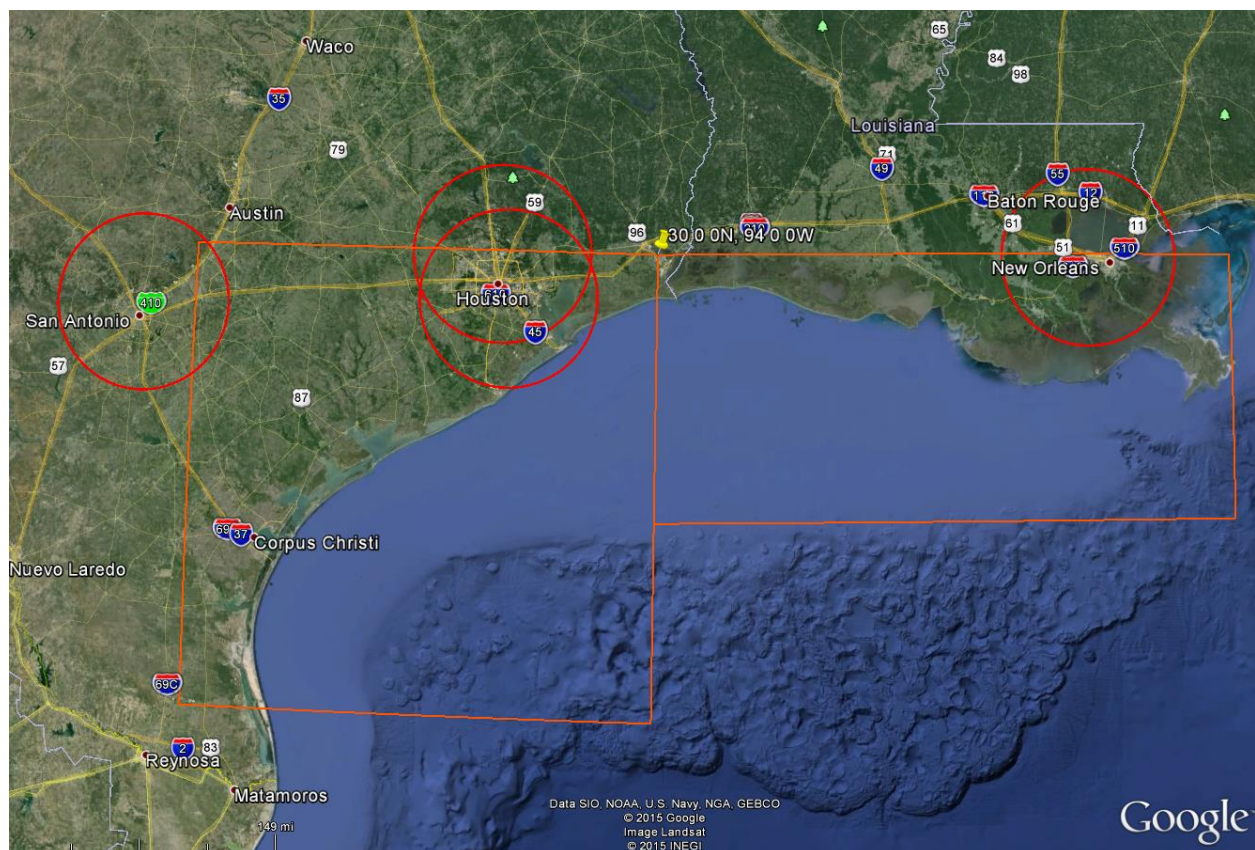 Waco
65
84
98
35
79
Louisiana
71
49
55
59
12
Baton Rouge
Austin
61
11
96
30 0 0N, 94 0 0W
51
510
New Orleans
Houston
610
410
San Antonio
45
57
87
69
37
Corpus Christi
Nuevo Laredo
69C
2
83
Reynosa
Matamoros
149 mi
Data SIO, NOAA, U.S. Navy, NGA, GEBCO
© 2015 Google
Image Landsat
© 2015 INEGI
Google